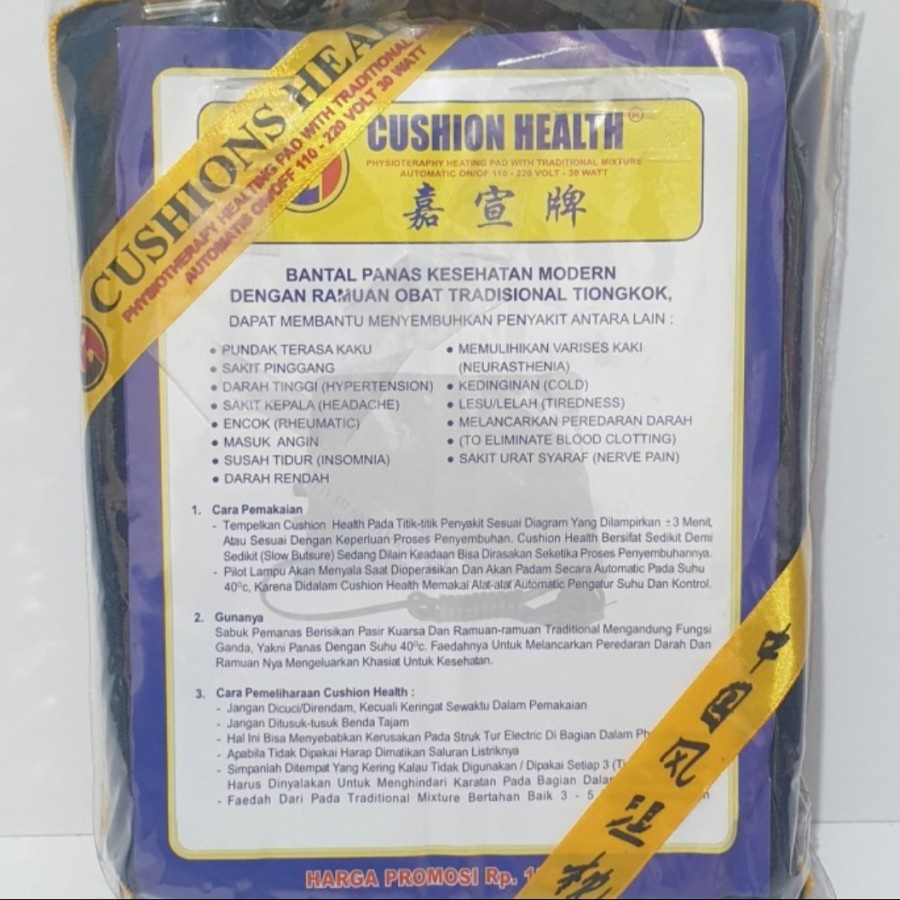 CUSHIONS HEAL
PHYSIOTHERAPY HEALTING PAD WITH TRADITIONAL
AUTOMATIS ON/OFF 110 - 220 VOLT 30 WATT
CUSHION HEALTH ®
PHYSIOTERAPHY HEATING PAD WITH TRADITIONAL MIXTURE
AUTOMATIC ON/OF 110 - 220 VOLT - 30 WATT
嘉宣牌
BANTAL PANAS KESEHATAN MODERN
DENGAN RAMUAN OBAT TRADISIONAL TIONGKOK,
DAPAT MEMBANTU MENYEMBUHKAN PENYAKIT ANTARA LAIN :
• PUNDAK TERASA KAKU
• SAKIT PINGGANG
• DARAH TINGGI (HYPERTENSION)
• SAKIT KEPALA (HEADACHE)
• ENCOK (RHEUMATIC)
• MASUK ANGIN
• SUSAH TIDUR (INSOMNIA)
• DARAH RENDAH
• MEMULIHIKAN VARISES KAKI
(NEURASTHENIA)
• KEDINGINAN (COLD)
• LESU/LELAH (TIREDNESS)
• MELANCARKAN PEREDARAN DARAH
• (TO ELIMINATE BLOOD CLOTTING)
• SAKIT URAT SYARAF (NERVE PAIN)
1. Cara Pemakaian
- Tempelkan Cushion Health Pada Titik-titik Penyakit Sesuai Diagram Yang Dilampirkan ±3 Menit
Atau Sesuai Dengan Keperluan Proses Penyembuhan. Cushion Health Bersifat Sedikit Demi
Sedikit (Slow Butsure) Sedang Dilain Keadaan Bisa Dirasakan Seketika Proses Penyembuhannya.
- Pilot Lampu Akan Menyala Saat Dioperasikan Dan Akan Padam Secara Automatic Pada Suhu
40ºc, Karena Didalam Cushion Health Memakai Alat-alat Automatic Pengatur Suhu Dan Kontrol.
2. Gunanya
Sabuk Pemanas Berisikan Pasir Kuarsa Dan Ramuan-ramuan Traditional Mengandung Fungsi
Ganda, Yakni Panas Dengan Suhu 40ºc. Faedahnya Untuk Melancarkan Peredaran Darah Dan
Ramuan Nya Mengeluarkan Khasiat Untuk Kesehatan.
3. Cara Pemeliharaan Cushion Health :
- Jangan Dicuci/Direndam, Kecuali Keringat Sewaktu Dalam Pemakaian
- Jangan Ditusuk-tusuk Benda Tajam
- Hal Ini Bisa Menyebabkan Kerusakan Pada Struk Tur Electric Di Bagian Dalam
- Apabila Tidak Dipakai Harap Dimatikan Saluran Listriknya
- Simpanlah Ditempat Yang Kering Kalau Tidak Digunakan / Dipakai Setiap 3
Harus Dinyalakan Untuk Menghindari Karatan Pada Bagian
- Faedah Dari Pada Traditional Mixture Bertahan Baik 3 - 5
HARGA PROMOSI Rp.
中国风